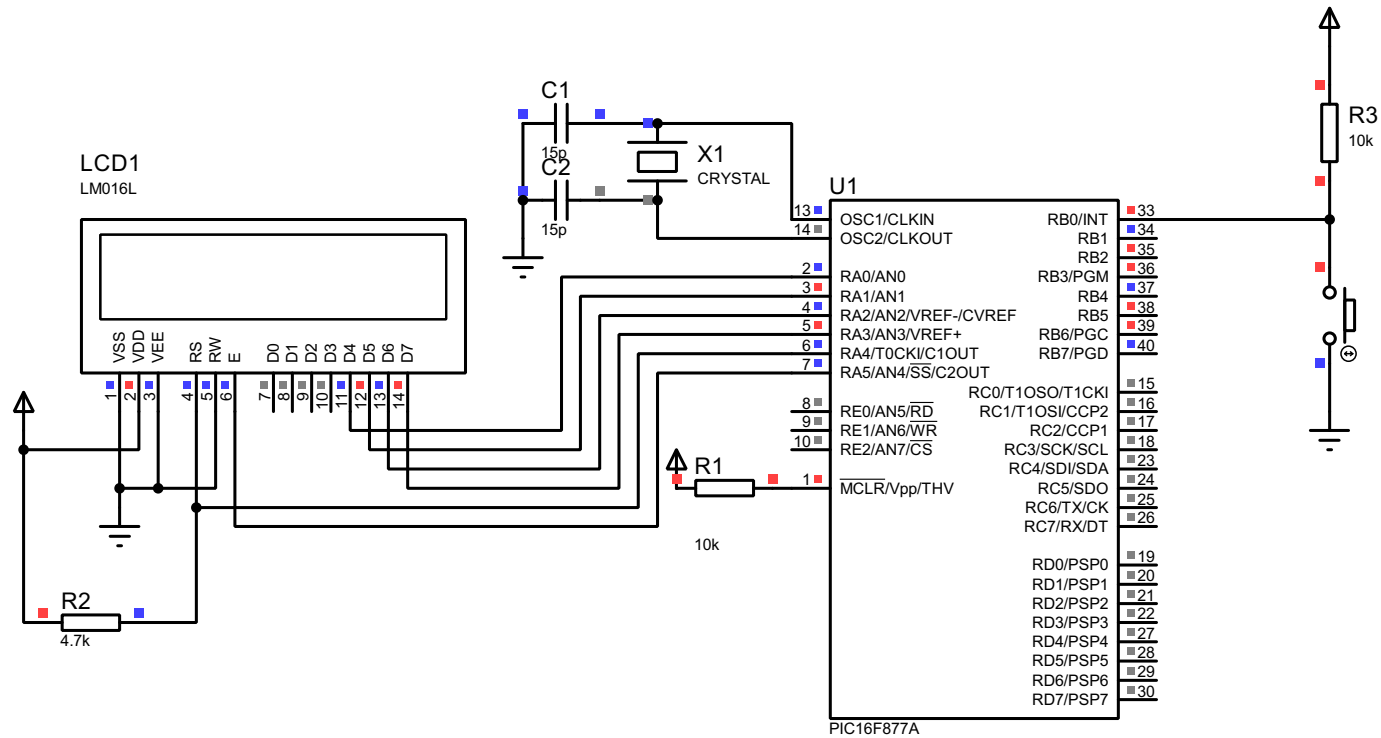 LCD1
LM016L
VSS
VDD
VEE
RS
RW
E
D0
D1
D2
D3
D4
D5
D6
D7
1
2
3
4
5
6
7
8
9
10
11
12
13
14
R2
4.7k
C1
15p
C2
15p
X1
CRYSTAL
R1
10k
U1
13 OSC1/CLKIN
14 OSC2/CLKOUT
2 RA0/AN0
3 RA1/AN1
4 RA2/AN2/VREF-/CVREF
5 RA3/AN3/VREF+
6 RA4/T0CKI/C1OUT
7 RA5/AN4/SS/C2OUT
8 RE0/AN5/RD
9 RE1/AN6/WR
10 RE2/AN7/CS
1 MCLR/Vpp/THV
RB0/INT 33
RB1 34
RB2 35
RB3/PGM 36
RB4 37
RB5 38
RB6/PGC 39
RB7/PGD 40
RC0/T1OSO/T1CKI 15
RC1/T1OSI/CCP2 16
RC2/CCP1 17
RC3/SCK/SCL 18
RC4/SDI/SDA 23
RC5/SDO 24
RC6/TX/CK 25
RC7/RX/DT 26
RD0/PSP0 19
RD1/PSP1 20
RD2/PSP2 21
RD3/PSP3 22
RD4/PSP4 27
RD5/PSP5 28
RD6/PSP6 29
RD7/PSP7 30
PIC16F877A
R3
10k